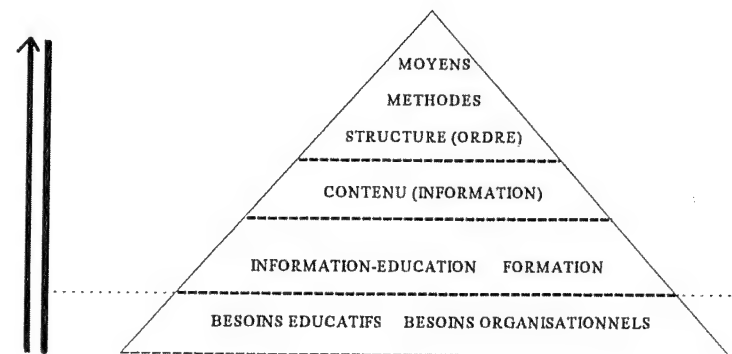 MOYENS
METHODES
STRUCTURE (ORDRE)
CONTENU (INFORMATION)
INFORMATION-EDUCATION FORMATION
BESOINS EDUCATIFS BESOINS ORGANISATIONNELS